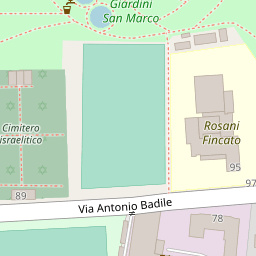 Giardini
San Marco
Cimitero
israelitico
Rosani
Fincato
95
97
89
Via Antonio Badile
78